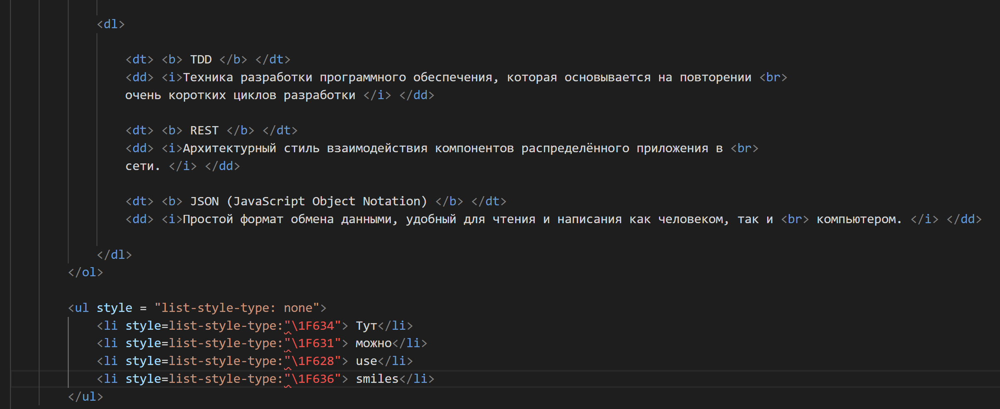 <dl>
<dt> <b> TDD </b> </dt>
<dd> <i>Техника разработки программного обеспечения, которая основывается на повторении <br>
очень коротких циклов разработки </i> </dd>
<dt> <b> REST </b> </dt>
<dd> <i>Архитектурный стиль взаимодействия компонентов распределённого приложения в <br>
сети. </i> </dd>
<dt> <b> JSON (JavaScript Object Notation) </b> </dt>
<dd> <i>Простой формат обмена данными, удобный для чтения и написания как человеком, так и <br> компьютером. </i> </dd>
</dl>
</ol>
<ul style = "list-style-type: none">
<li style=list-style-type:"\1F634"> Тут</li>
<li style=list-style-type:"\1F631"> можно</li>
<li style=list-style-type:"\1F628"> use</li>
<li style=list-style-type:"\1F636"> smiles</li>
</ul>